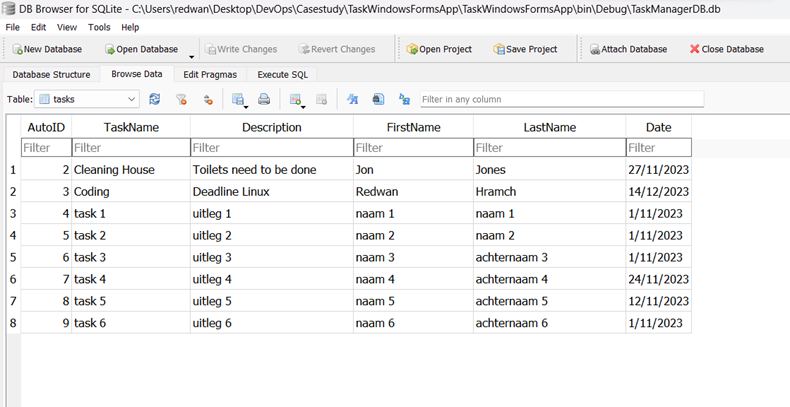 DB Browser for SQLite - C:\Users\redwan\Desktop\DevOps\Casestudy\TaskWindowsFormsApp\TaskWindowsFormsApp\bin\Debug\TaskManagerDB.db
File Edit View Tools Help
New Database Open Database Write Changes Revert Changes Open Project Save Project Attach Database Close Database
Database Structure Browse Data Edit Pragmas Execute SQL
Table: tasks Filter in any column
AutoID TaskName Description FirstName LastName Date
Filter Filter Filter Filter Filter Filter
1 2 Cleaning House Toilets need to be done Jon Jones 27/11/2023
2 3 Coding Deadline Linux Redwan Hramch 14/12/2023
3 4 task 1 uitleg 1 naam 1 naam 1 1/11/2023
4 5 task 2 uitleg 2 naam 2 naam 2 1/11/2023
5 6 task 3 uitleg 3 naam 3 achternaam 3 1/11/2023
6 7 task 4 uitleg 4 naam 4 achternaam 4 24/11/2023
7 8 task 5 uitleg 5 naam 5 achternaam 5 12/11/2023
8 9 task 6 uitleg 6 naam 6 achternaam 6 1/11/2023